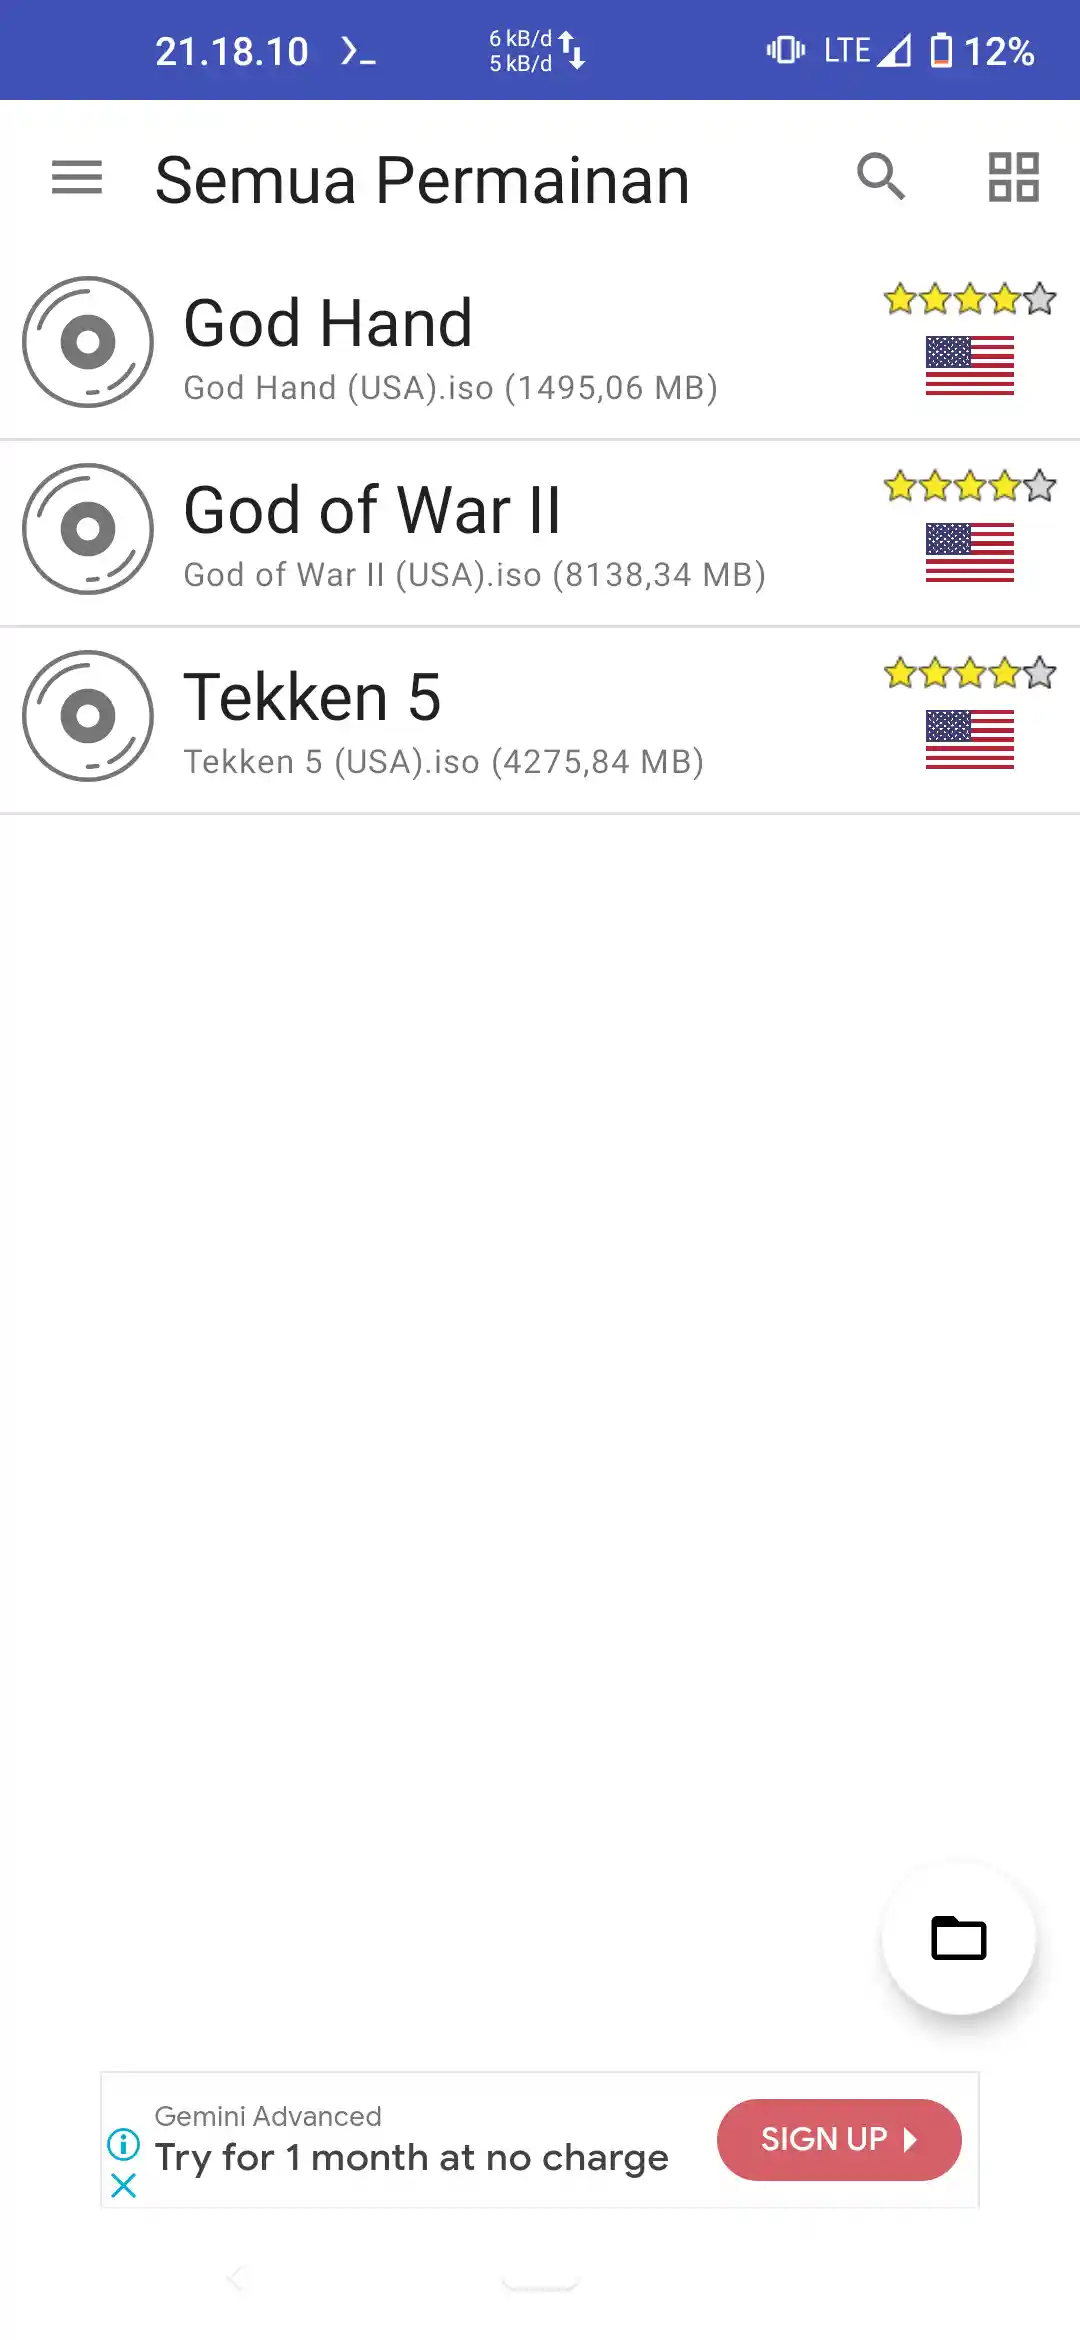 21.18.10 >_ 6 kB/d LTE 12%
5 kB/d
Semua Permainan
God Hand
God Hand (USA).iso (1495,06 MB)
God of War II
God of War II (USA).iso (8138,34 MB)
Tekken 5
Tekken 5 (USA).iso (4275,84 MB)
Gemini Advanced
Try for 1 month at no charge
SIGN UP